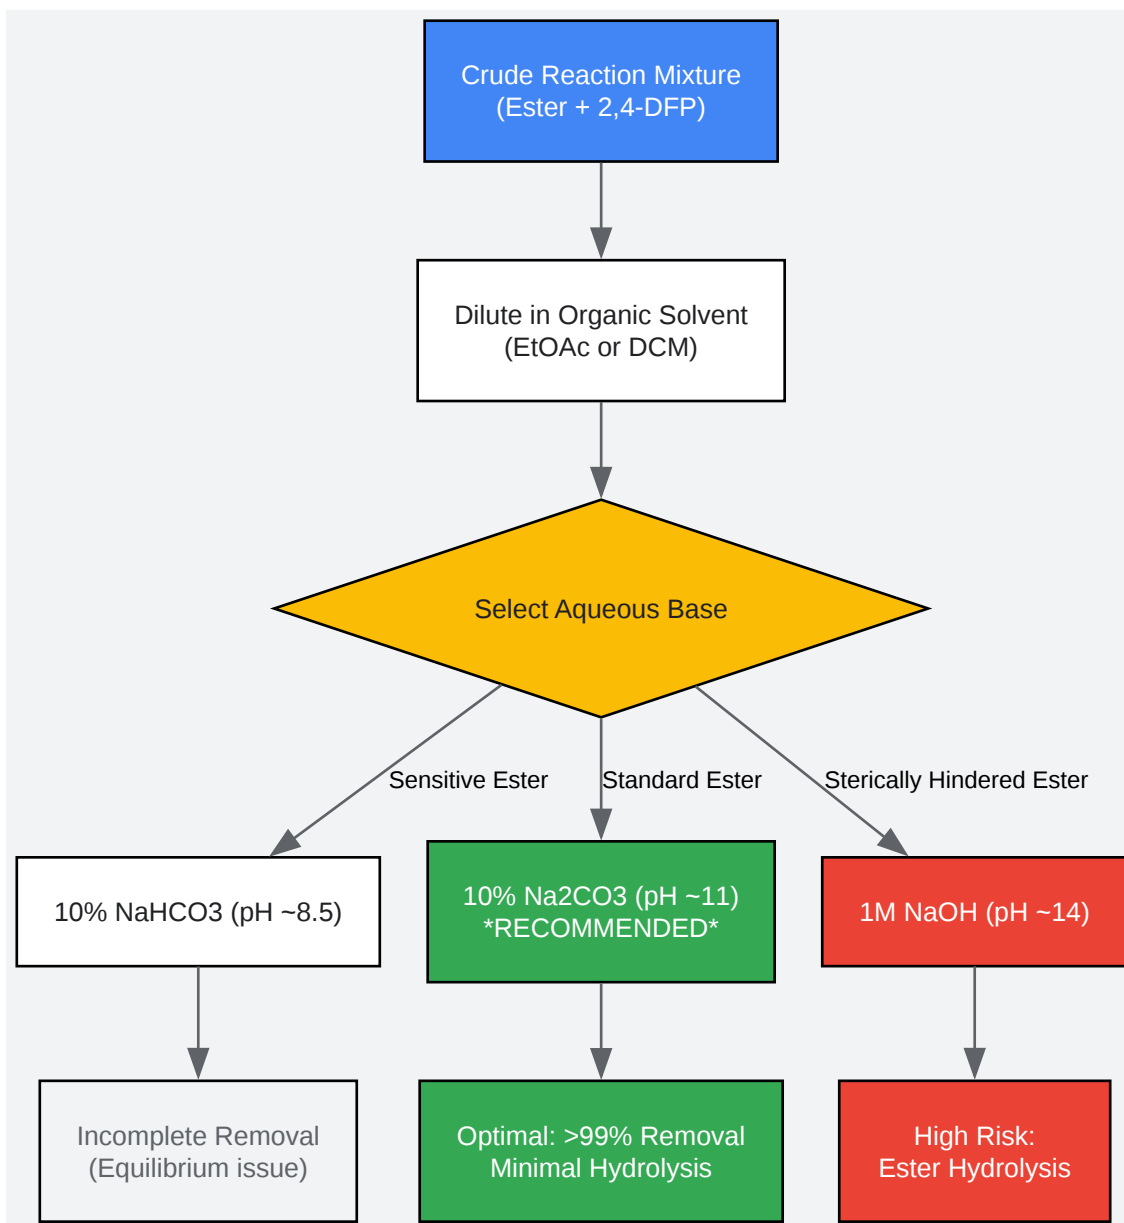 Crude Reaction Mixture
(Ester + 2,4-DFP)
Dilute in Organic Solvent
(EtOAc or DCM)
Select Aqueous Base
Sensitive Ester
Standard Ester
Sterically Hindered Ester
10% NaHCO3 (pH ~8.5)
10% Na2CO3 (pH ~11)
*RECOMMENDED*
1M NaOH (pH ~14)
Incomplete Removal
(Equilibrium issue)
Optimal: >99% Removal
Minimal Hydrolysis
High Risk:
Ester Hydrolysis